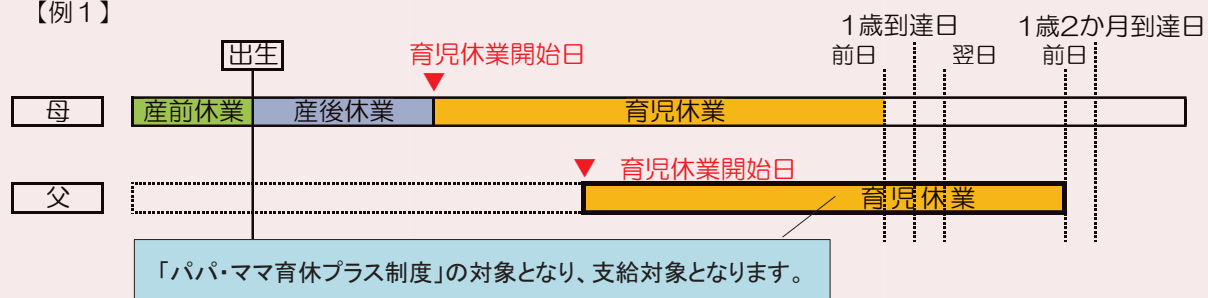 【例1】
1歳到達日
1歳2か月到達日
出生
育児休業開始日
前日
翌日
前日
母
産前休業
産後休業
育児休業
育児休業開始日
父
育児休業
「パパ・ママ育休プラス制度」の対象となり、支給対象となります。